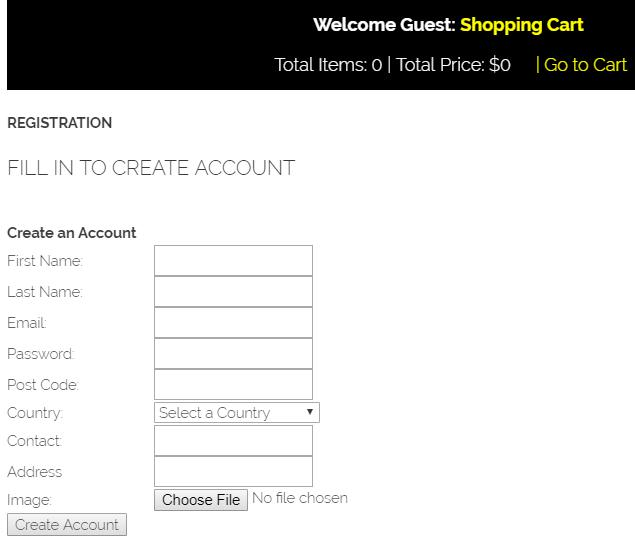 Welcome Guest: Shopping Cart
Total Items: 0 | Total Price: $0 | Go to Cart
REGISTRATION
FILL IN TO CREATE ACCOUNT
Create an Account
First Name:
Last Name:
Email:
Password:
Post Code:
Country: Select a Country
Contact:
Address
Image: Choose File No file chosen
Create Account